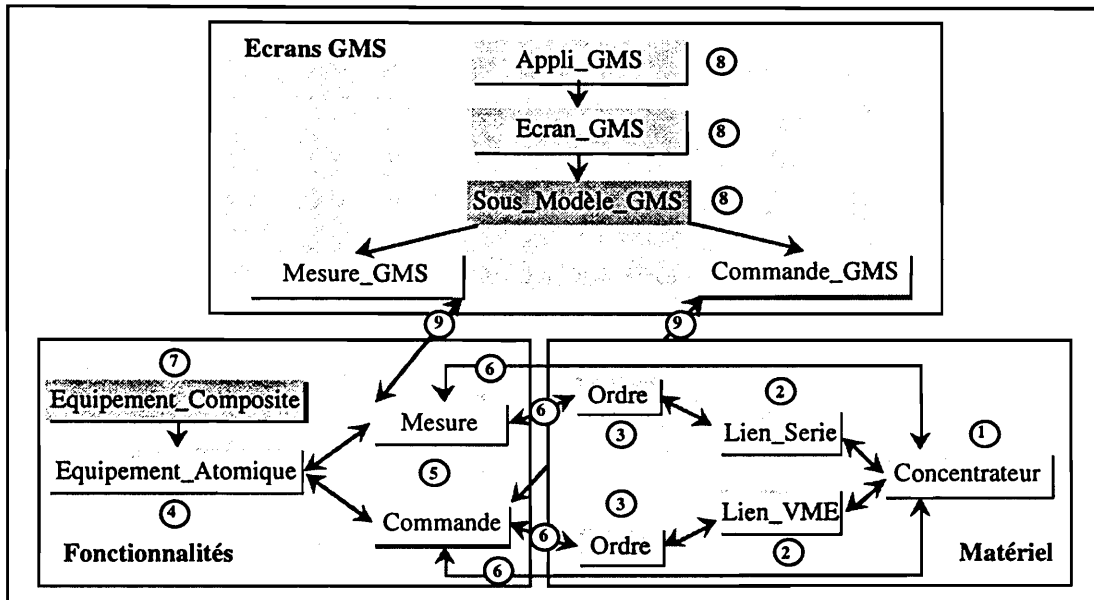 Ecrans GMS
Appli_GMS
8
Ecran_GMS
8
Sous_Modèle_GMS
8
Mesure_GMS
Commande_GMS
9
9
7
Equipement_Composite
Mesure
6
6
Ordre
3
2
Lien_Serie
1
Concentrateur
Equipement_Atomique
4
5
Commande
6
6
3
Ordre
Lien_VME
2
Fonctionnalités
Matériel